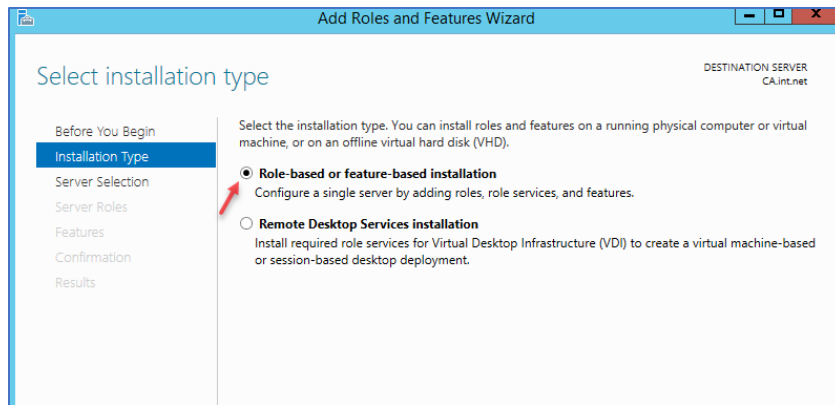 Add Roles and Features Wizard
Select installation type
DESTINATION SERVER
CA.int.net
Before You Begin
Installation Type
Server Selection
Server Roles
Features
Confirmation
Results
Select the installation type. You can install roles and features on a running physical computer or virtual
machine, or on an offline virtual hard disk (VHD).
Role-based or feature-based installation
Configure a single server by adding roles, role services, and features.
Remote Desktop Services installation
Install required role services for Virtual Desktop Infrastructure (VDI) to create a virtual machine-based
or session-based desktop deployment.